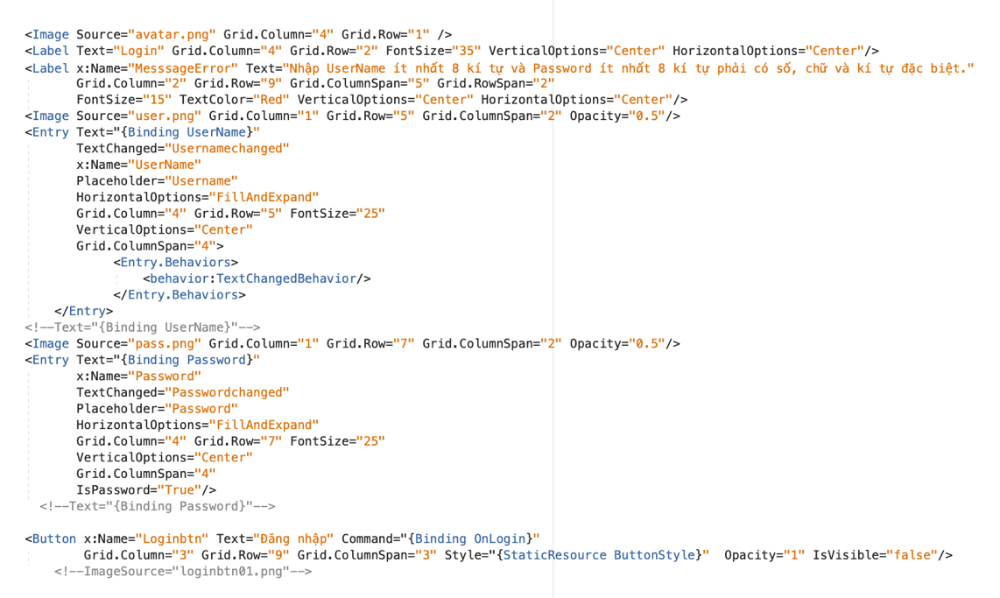 <Image Source="avatar.png" Grid.Column="4" Grid.Row="1" />
<Label Text="Login" Grid.Column="4" Grid.Row="2" FontSize="35" VerticalOptions="Center" HorizontalOptions="Center"/>
<Label x:Name="MesssageError" Text="Nhập UserName ít nhất 8 kí tự và Password ít nhất 8 kí tự phải có số, chữ và kí tự đặc biệt."
Grid.Column="2" Grid.Row="9" Grid.ColumnSpan="5" Grid.RowSpan="2"
FontSize="15" TextColor="Red" VerticalOptions="Center" HorizontalOptions="Center"/>
<Image Source="user.png" Grid.Column="1" Grid.Row="5" Grid.ColumnSpan="2" Opacity="0.5"/>
<Entry Text="{Binding UserName}"
TextChanged="Usernamechanged"
x:Name="UserName"
Placeholder="Username"
HorizontalOptions="FillAndExpand"
Grid.Column="4" Grid.Row="5" FontSize="25"
VerticalOptions="Center"
Grid.ColumnSpan="4">
<Entry.Behaviors>
<behavior:TextChangedBehavior/>
</Entry.Behaviors>
</Entry>
<!--Text="{Binding UserName}"-->
<Image Source="pass.png" Grid.Column="1" Grid.Row="7" Grid.ColumnSpan="2" Opacity="0.5"/>
<Entry Text="{Binding Password}"
x:Name="Password"
TextChanged="Passwordchanged"
Placeholder="Password"
HorizontalOptions="FillAndExpand"
Grid.Column="4" Grid.Row="7" FontSize="25"
VerticalOptions="Center"
Grid.ColumnSpan="4"
IsPassword="True"/>
<!--Text="{Binding Password}"-->
<Button x:Name="Loginbtn" Text="Đăng nhập" Command="{Binding OnLogin}"
Grid.Column="3" Grid.Row="9" Grid.ColumnSpan="3" Style="{StaticResource ButtonStyle}" Opacity="1" IsVisible="false"/>
<!--ImageSource="loginbtn01.png"-->